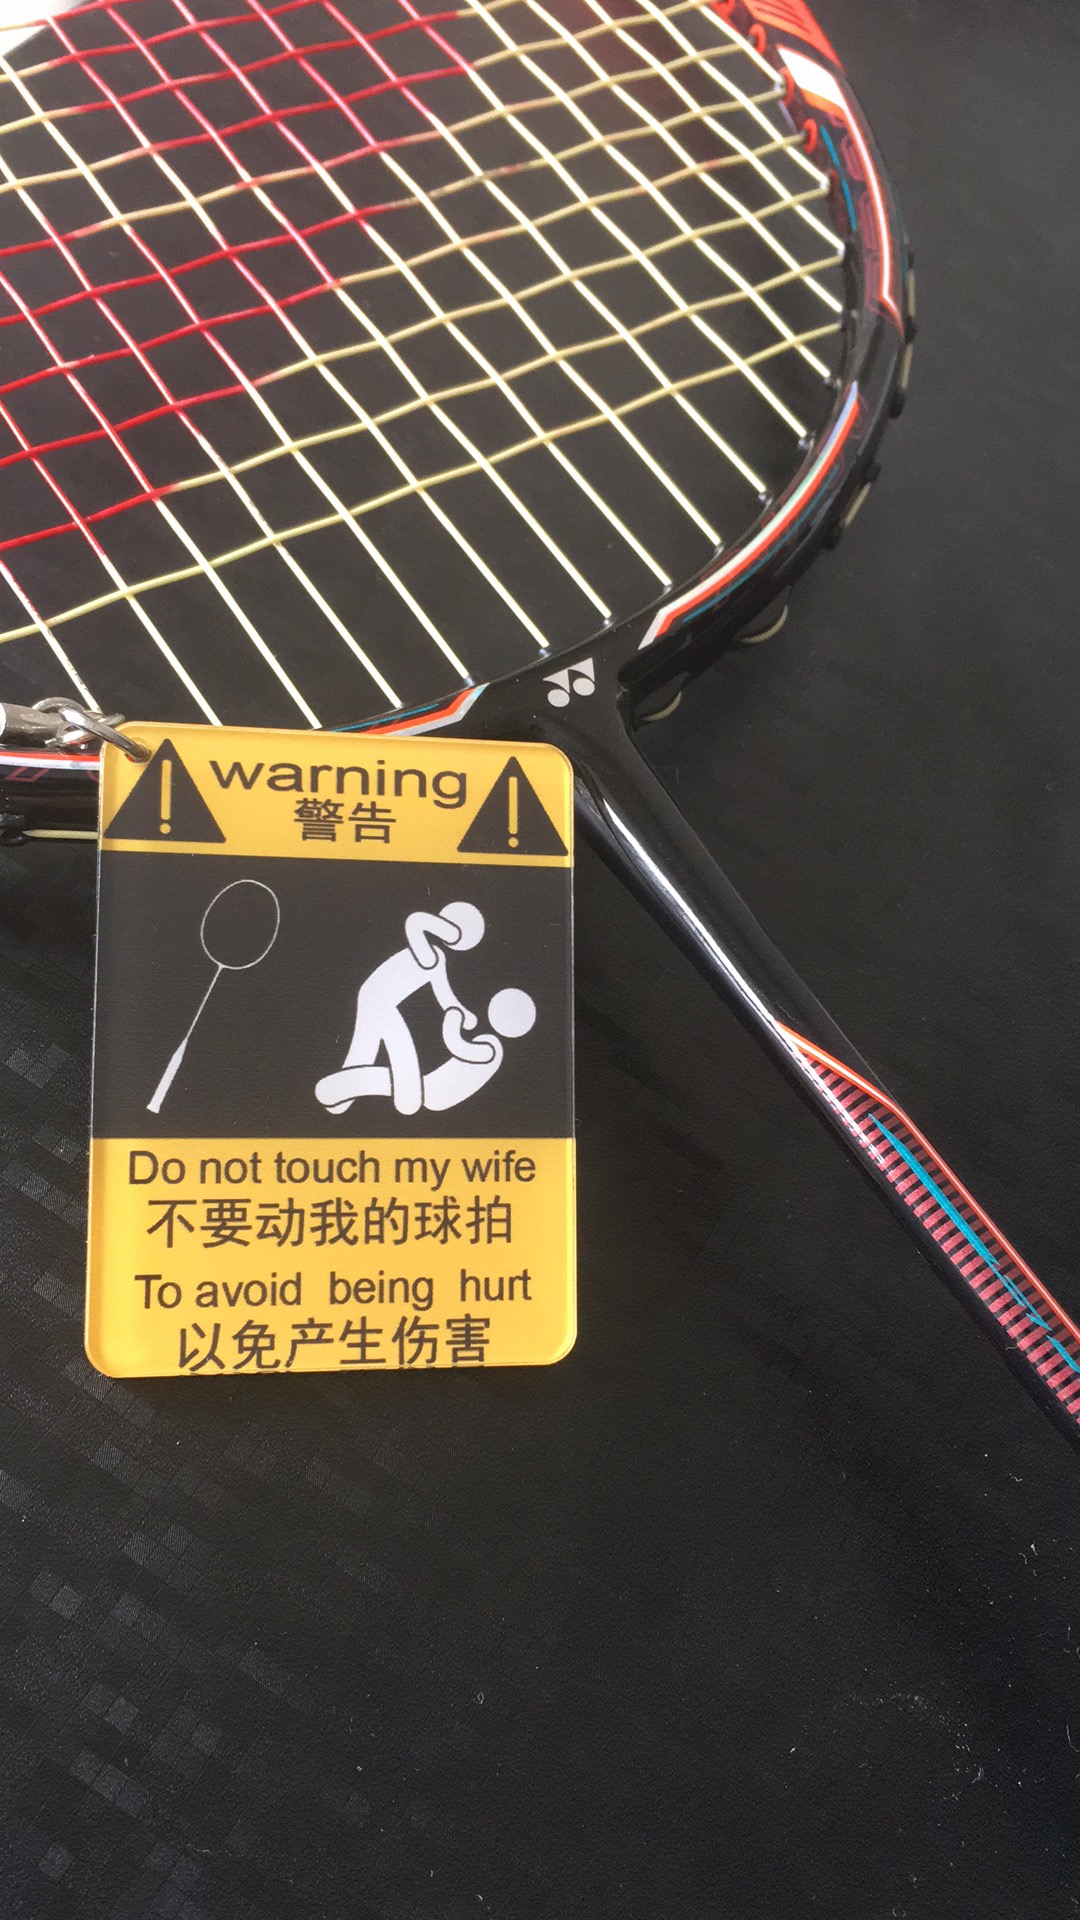 warning
警告
Do not touch my wife
不要动我的球拍
To avoid being hurt
以免产生伤害